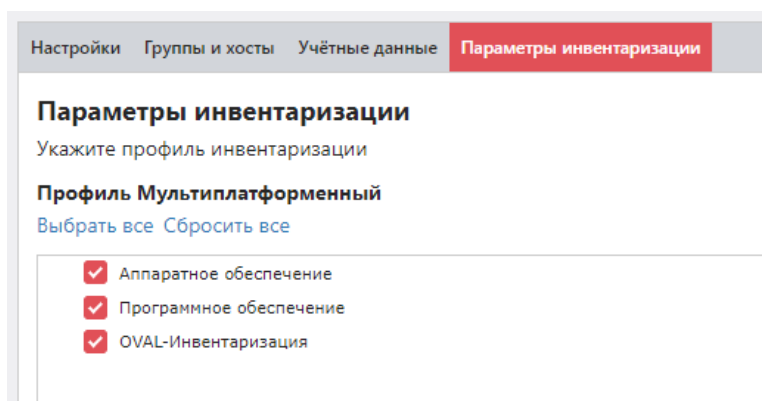 Настройки Группы и хосты Учётные данные Параметры инвентаризации
Параметры инвентаризации
Укажите профиль инвентаризации
Профиль Мультиплатформенный
Выбрать все Сбросить все
Аппаратное обеспечение
Программное обеспечение
OVAL-Инвентаризация